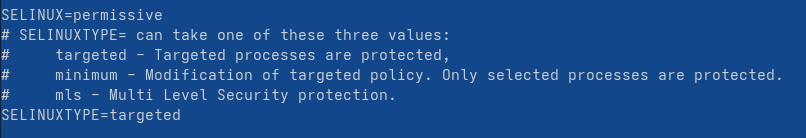 SELINUX=permissive
# SELINUXTYPE= can take one of these three values:
#     targeted - Targeted processes are protected,
#     minimum - Modification of targeted policy. Only selected processes are protected.
#     mls - Multi Level Security protection.
SELINUXTYPE=targeted